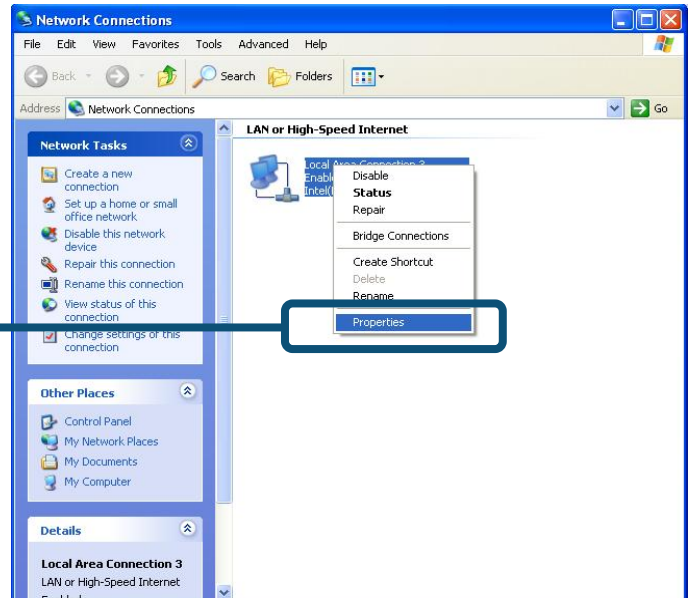 Network Connections
File Edit View Favorites Tools Advanced Help
Back Search Folders
Address Network Connections Go
Network Tasks
Create a new
connection
Set up a home or small
office network
Disable this network
device
Repair this connection
Rename this connection
View status of this
connection
Change settings of this
connection
Other Places
Control Panel
My Network Places
My Documents
My Computer
Details
Local Area Connection 3
LAN or High-Speed Internet
LAN or High-Speed Internet
Local Area Connection 3
Disable
Status
Repair
Bridge Connections
Create Shortcut
Delete
Rename
Properties